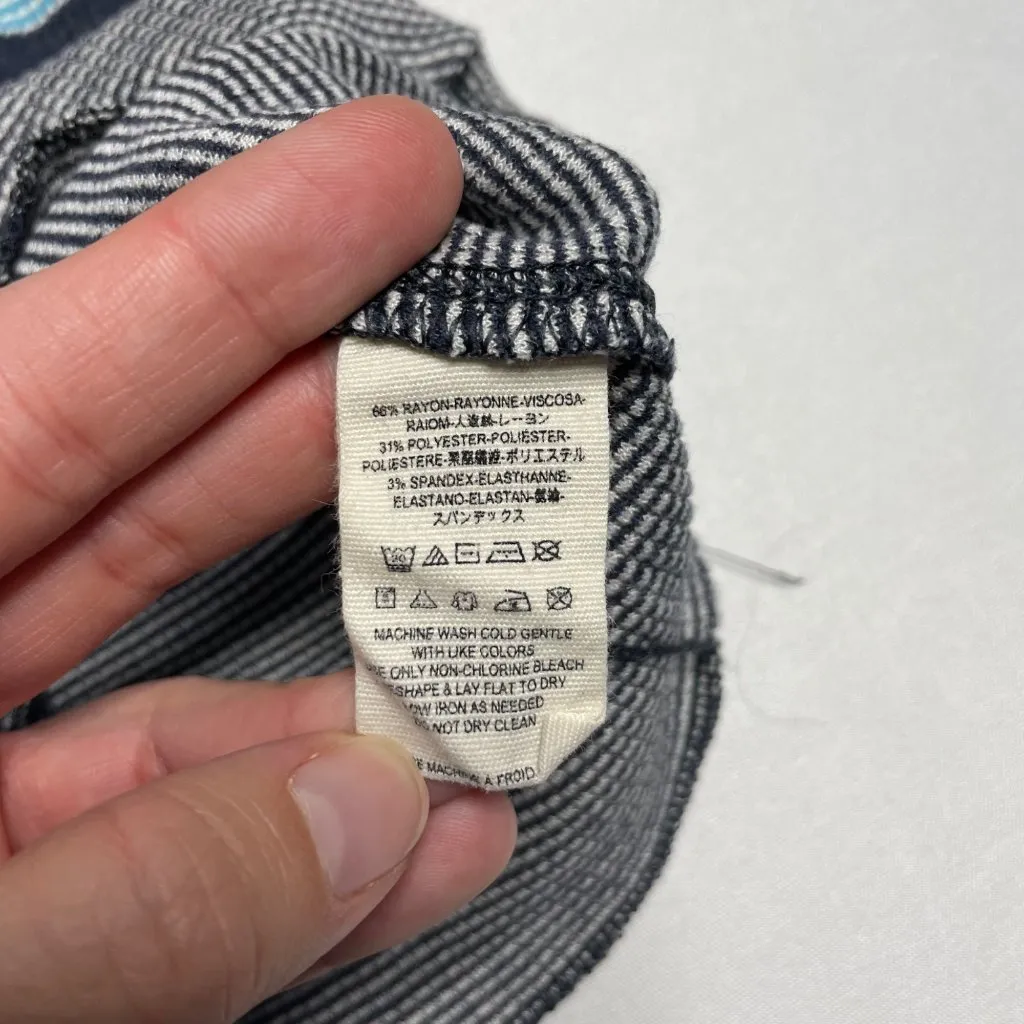 66% RAYON-RAYONNE-VISCOSA-
RAIOM-人造絲-レーヨン
31% POLYESTER-POLIESTER-
POLIESTERE-聚酯纖維-ポリエステル
3% SPANDEX-ELASTHANNE-
ELASTANO-ELASTAN-
スパンデックス
MACHINE WASH COLD GENTLE
WITH LIKE COLORS
ONLY NON-CHLORINE BLEACH
& LAY FLAT TO DRY
IRON AS NEEDED
NOT DRY CLEAN
MACHINE A FROID